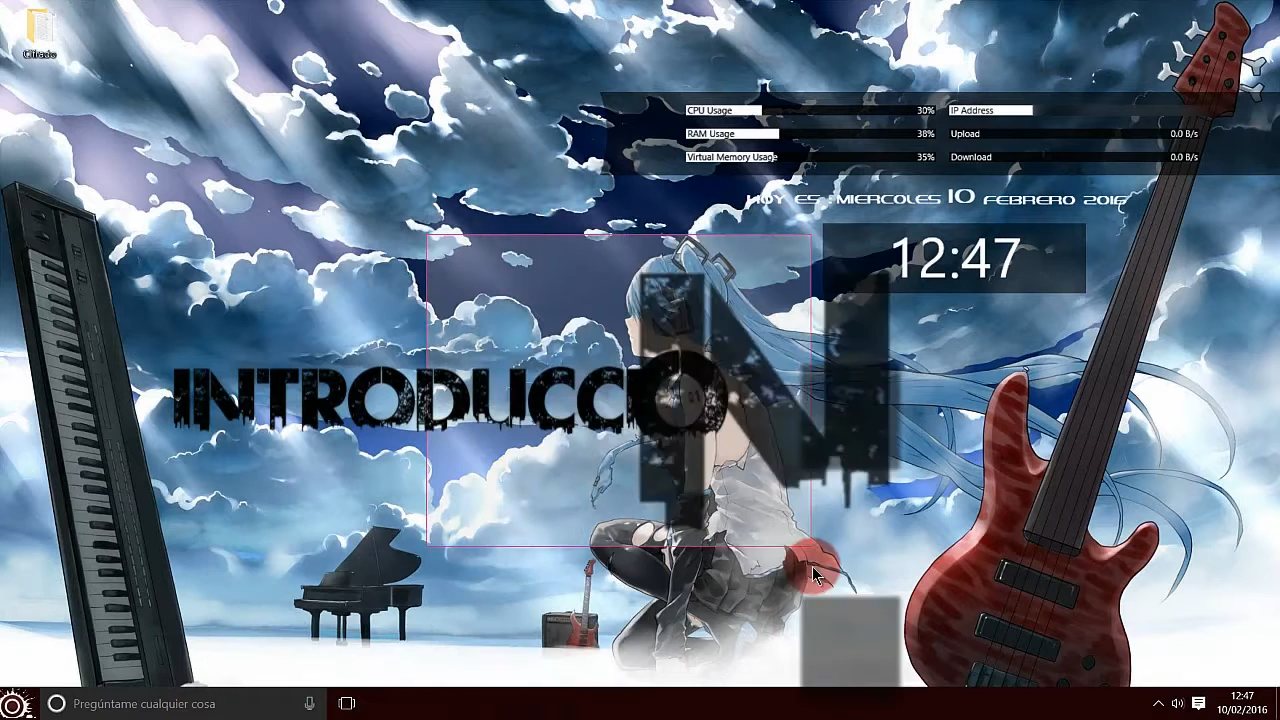 Cifrado
CPU Usage 30% IP Address
RAM Usage 38% Upload 0.0 B/s
Virtual Memory Usage 35% Download 0.0 B/s
HOY ES : MIERCOLES 10 FEBRERO 2016
12:47
INTRODUCCION
Pregúntame cualquier cosa
12:47
10/02/2016